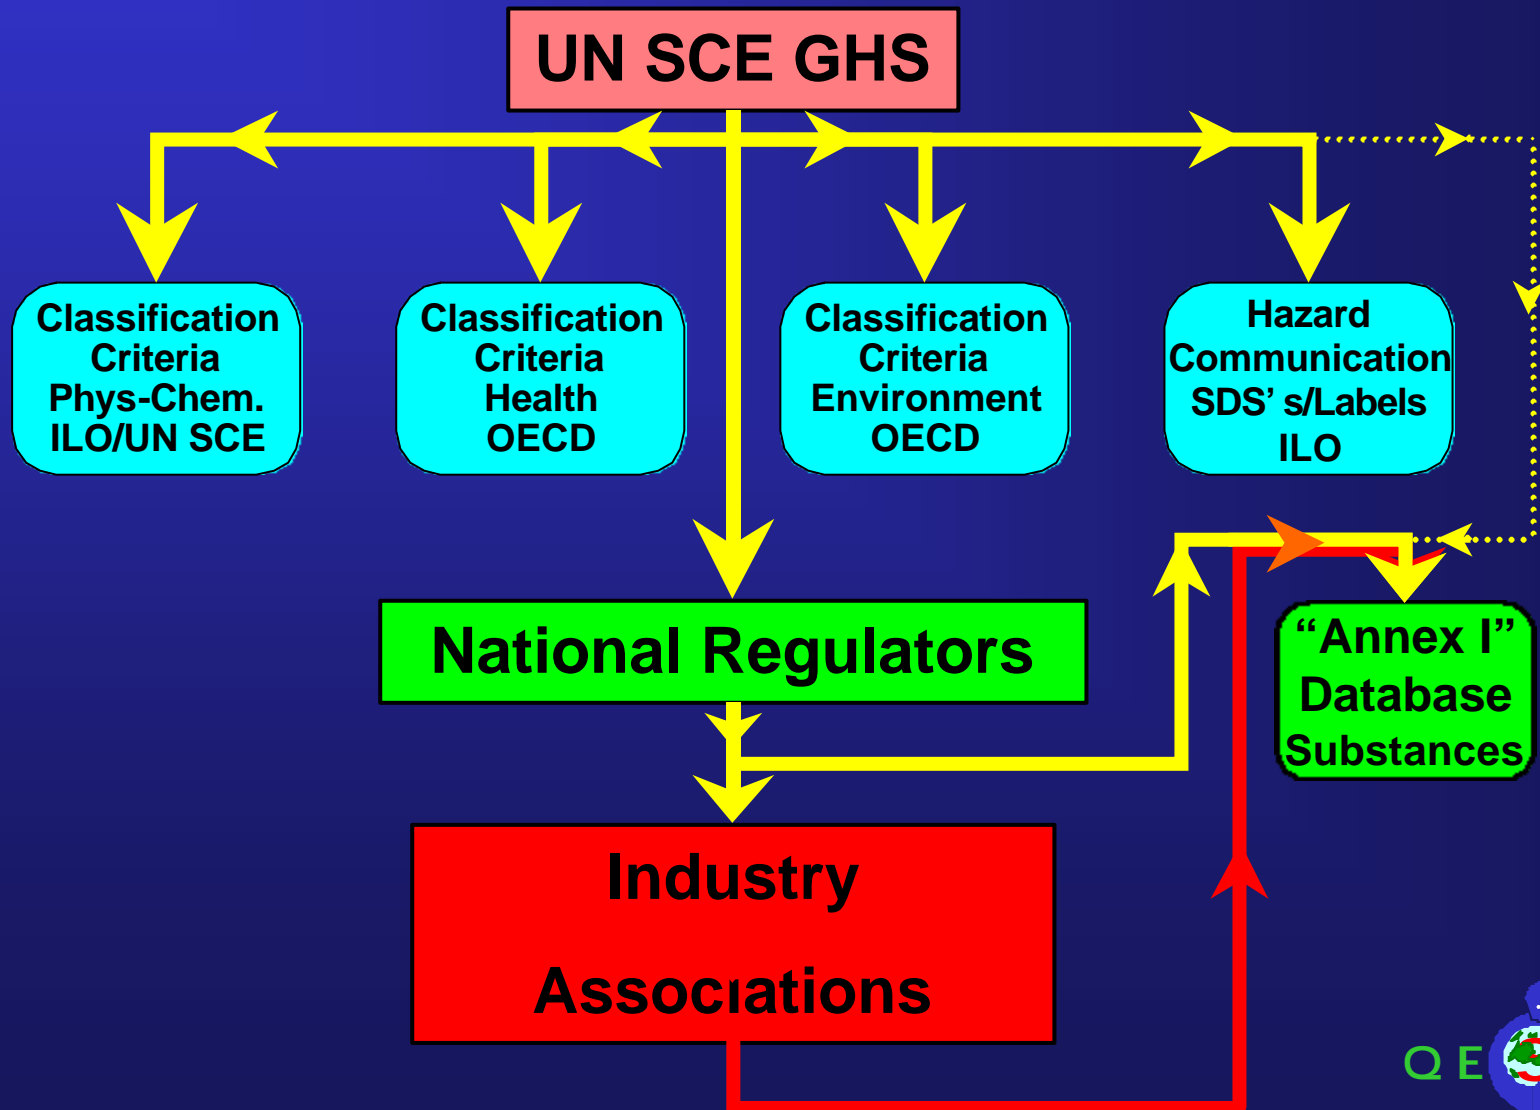 UN SCE GHS
Classification
Criteria
Phys-Chem.
ILO/UN SCE
Classification
Criteria
Health
OECD
Classification
Criteria
Environment
OECD
Hazard
Communication
SDS’ s/Labels
ILO
National Regulators
“Annex I”
Database
Substances
Industry
Associations
Q E